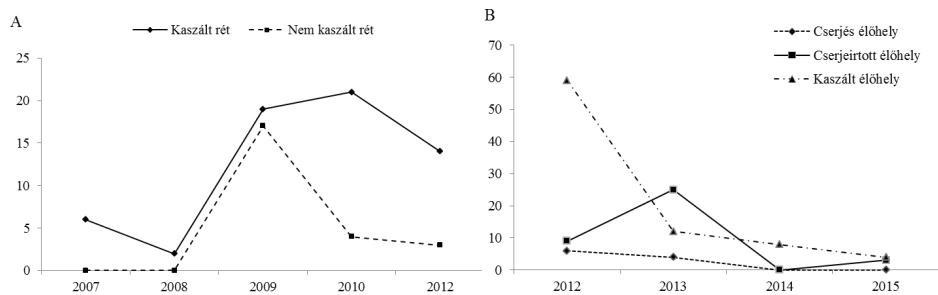 A
Kaszált rét
Nem kaszált rét
25
20
15
10
5
0
2007 2008 2009 2010 2012
B
Cserjés élőhely
Cserjeirtott élőhely
Kaszált élőhely
70
60
50
40
30
20
10
0
2012 2013 2014 2015